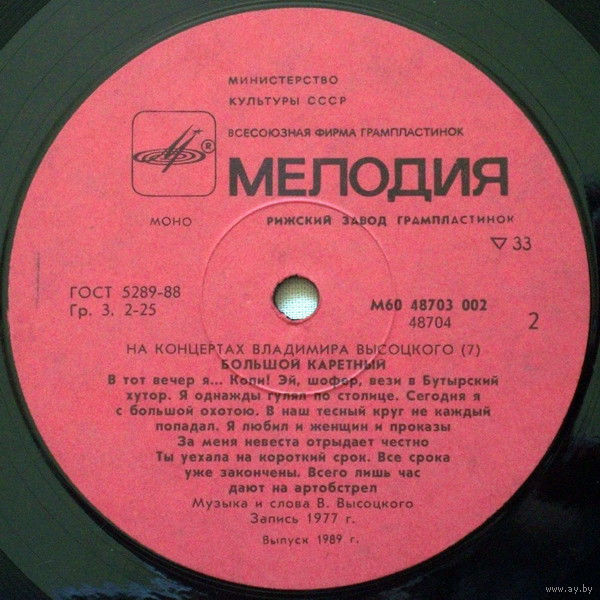 МИНИСТЕРСТВО
КУЛЬТУРЫ СССР
ВСЕСОЮЗНАЯ ФИРМА ГРАМПЛАСТИНОК
®
МЕЛОДИЯ
МОНО
РИЖСКИЙ ЗАВОД ГРАМПЛАСТИНОК
▽ 33
ГОСТ 5289-88
Гр. 3. 2-25
М60 48703 002
48704
2
НА КОНЦЕРТАХ ВЛАДИМИРА ВЫСОЦКОГО (7)
БОЛЬШОЙ КАРЕТНЫЙ
В тот вечер я... Копи! Эй, шофер, вези в Бутырский
хутор. Я однажды гулял по столице. Сегодня я
с большой охотою. В наш тесный круг не каждый
попадал. Я любил и женщин и проказы
За меня невеста отрыдает честно
Ты уехала на короткий срок. Все срока
уже закончены. Всего лишь час
дают на артобстрел
Музыка и слова В. Высоцкого
Запись 1977 г.
Выпуск 1989 г.
www.ay.by